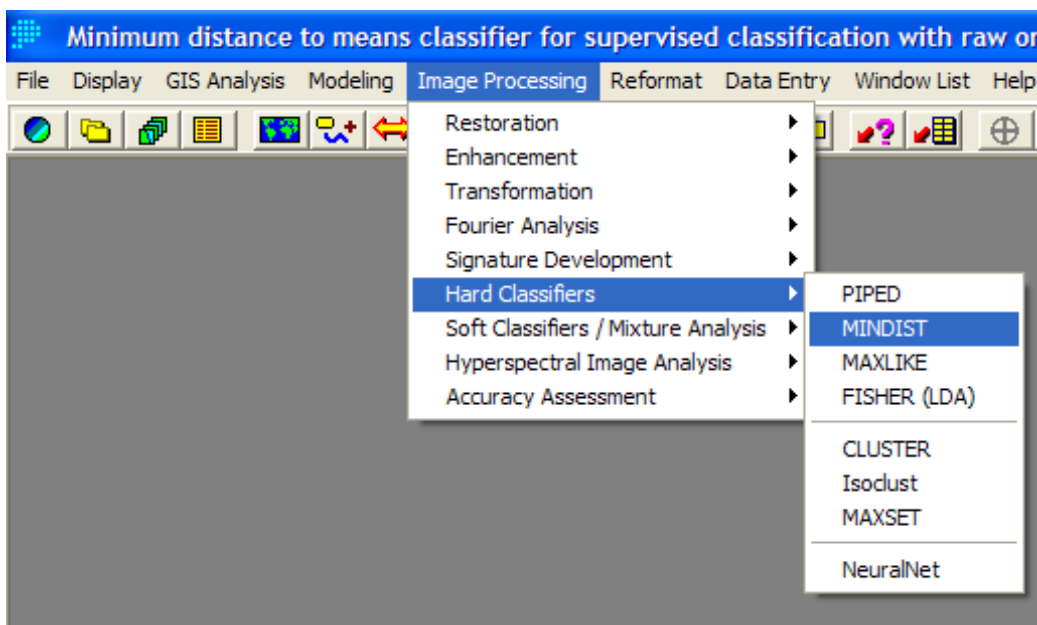 Minimum distance to means classifier for supervised classification with raw or
File Display GIS Analysis Modeling Image Processing Reformat Data Entry Window List Help
Restoration
Enhancement
Transformation
Fourier Analysis
Signature Development
Hard Classifiers
Soft Classifiers / Mixture Analysis
Hyperspectral Image Analysis
Accuracy Assessment
PIPED
MINDIST
MAXLIKE
FISHER (LDA)
CLUSTER
Isoclust
MAXSET
NeuralNet